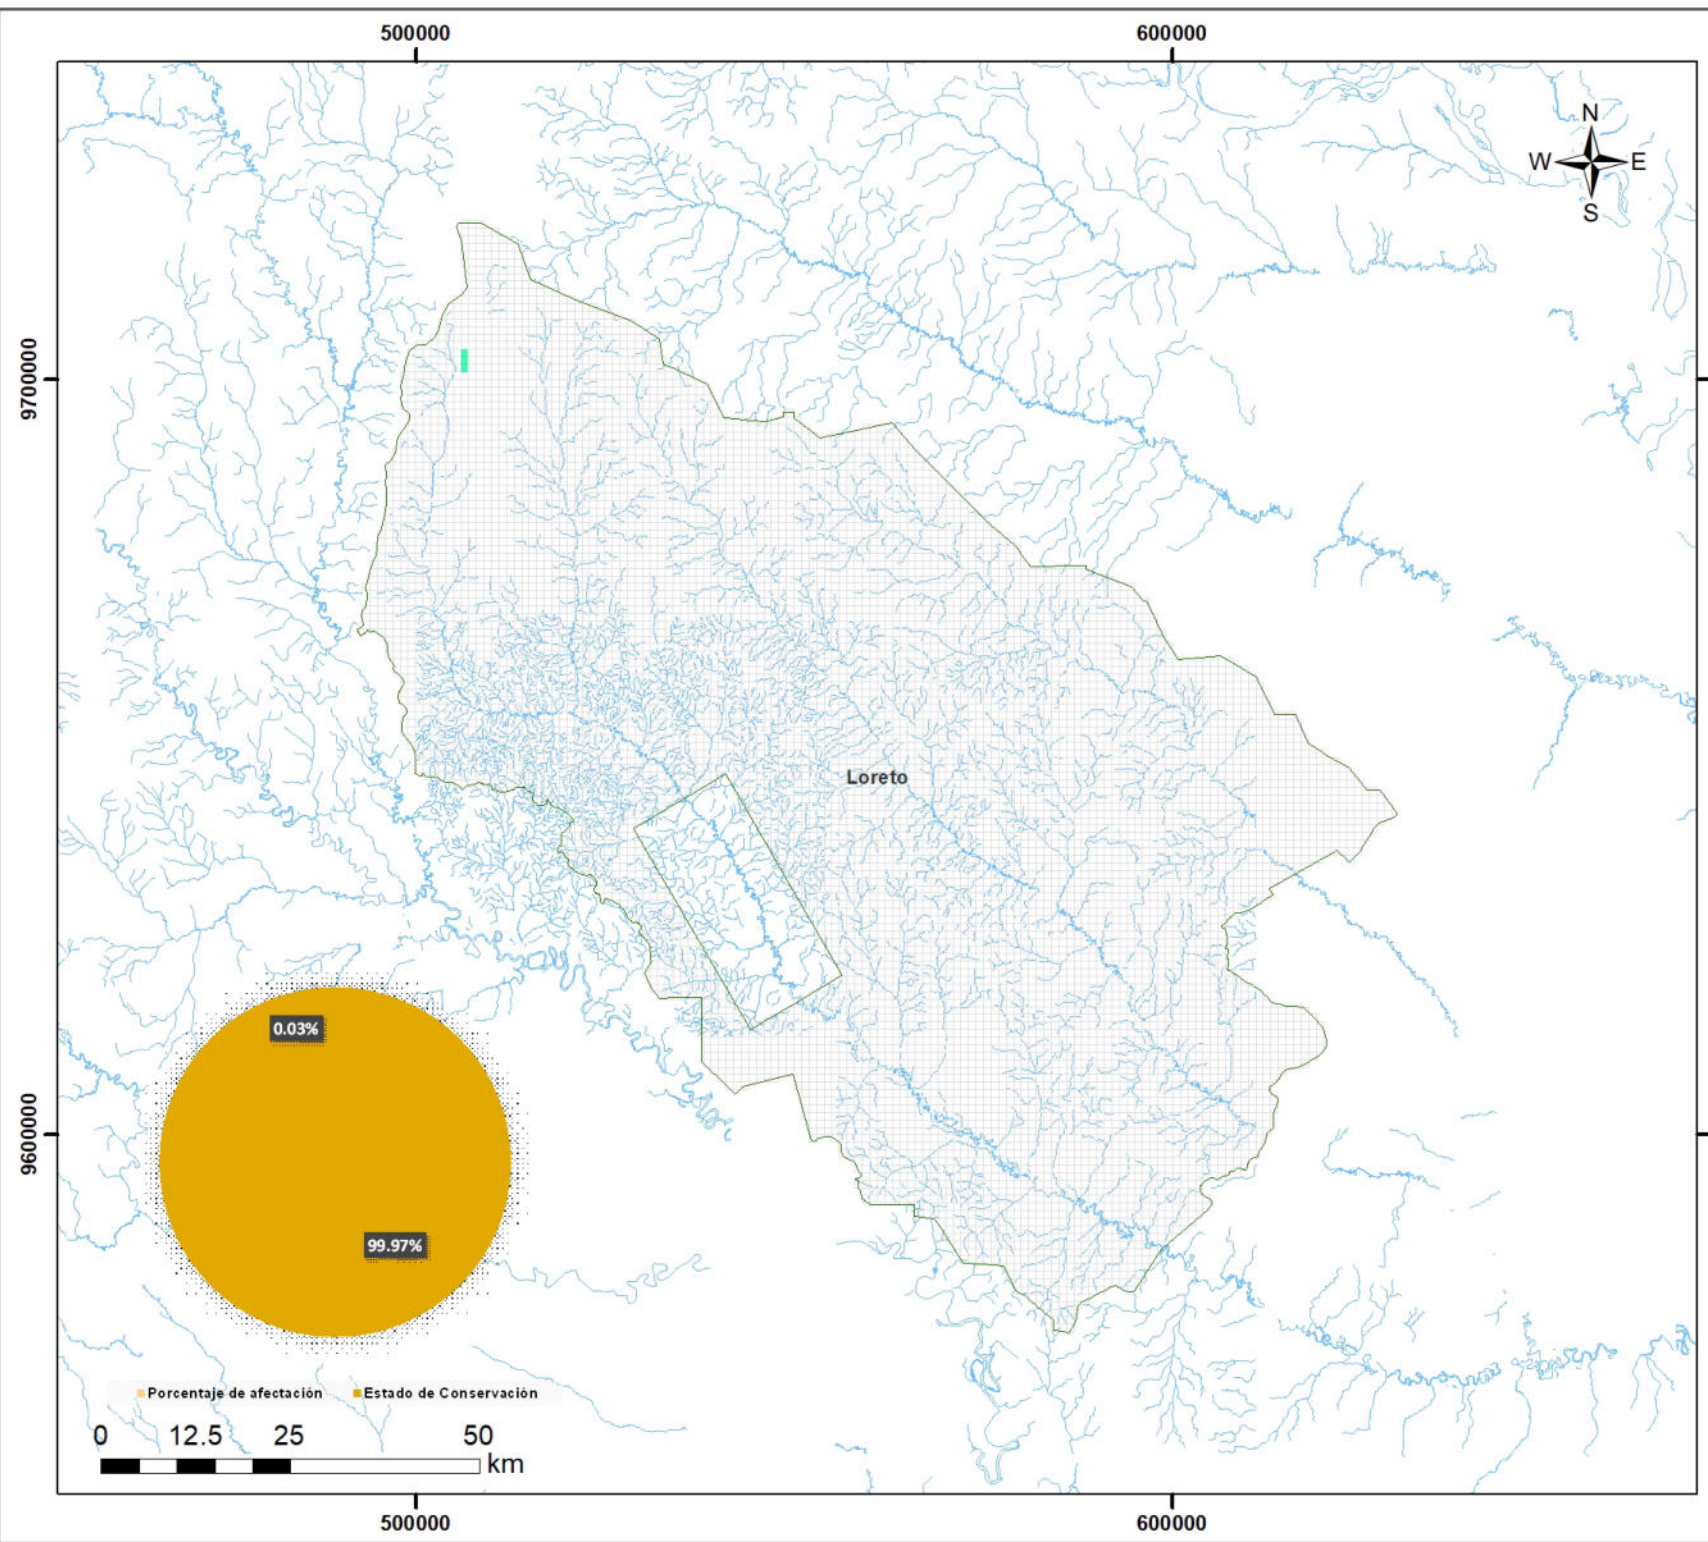 500000 600000
N
W E
S
9700000
Loreto
0.03%
9600000
99.97%
Porcentaje de afectación Estado de Conservación
0 12.5 25 50
km
500000 600000